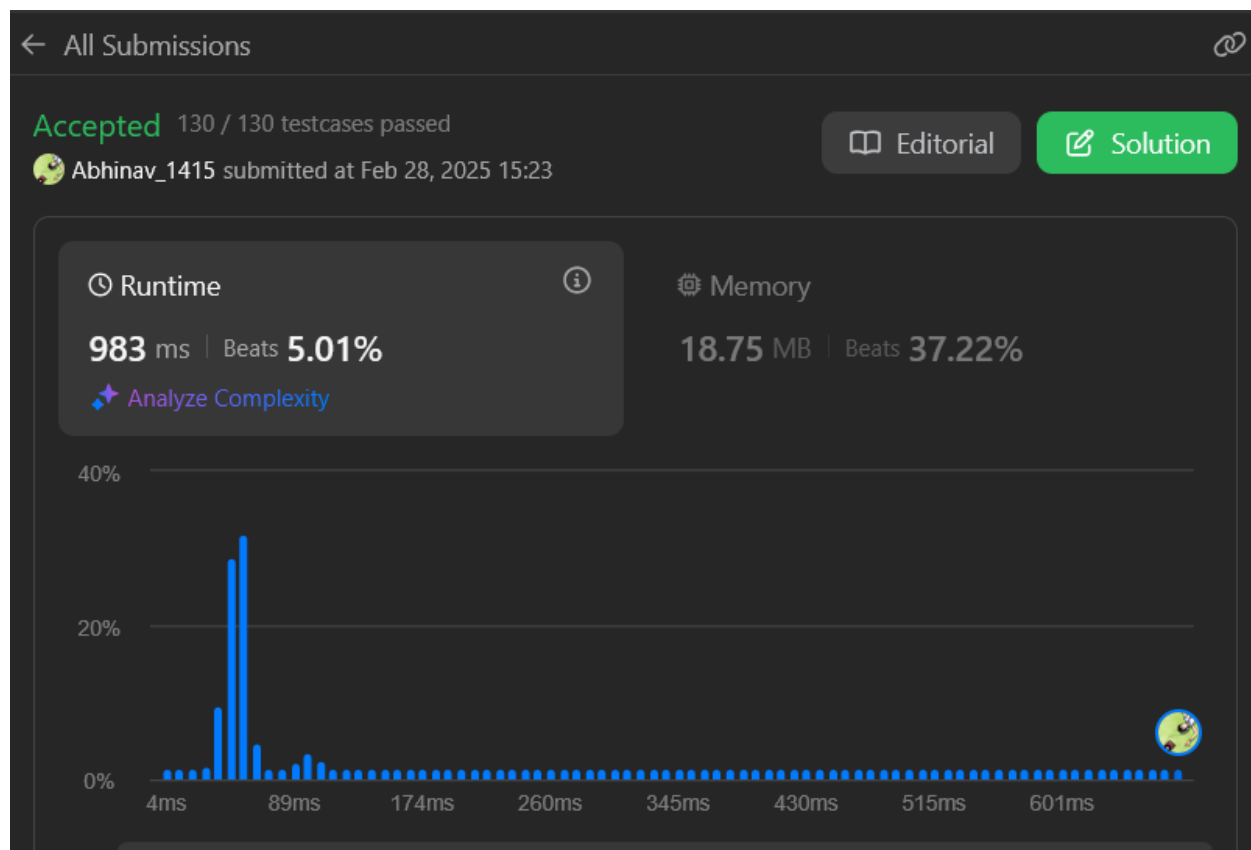 All Submissions
Accepted 130 / 130 testcases passed
Abhinav_1415 submitted at Feb 28, 2025 15:23
Editorial
Solution
Runtime
983 ms | Beats 5.01%
Analyze Complexity
Memory
18.75 MB | Beats 37.22%
40%
20%
0%
4ms 89ms 174ms 260ms 345ms 430ms 515ms 601ms